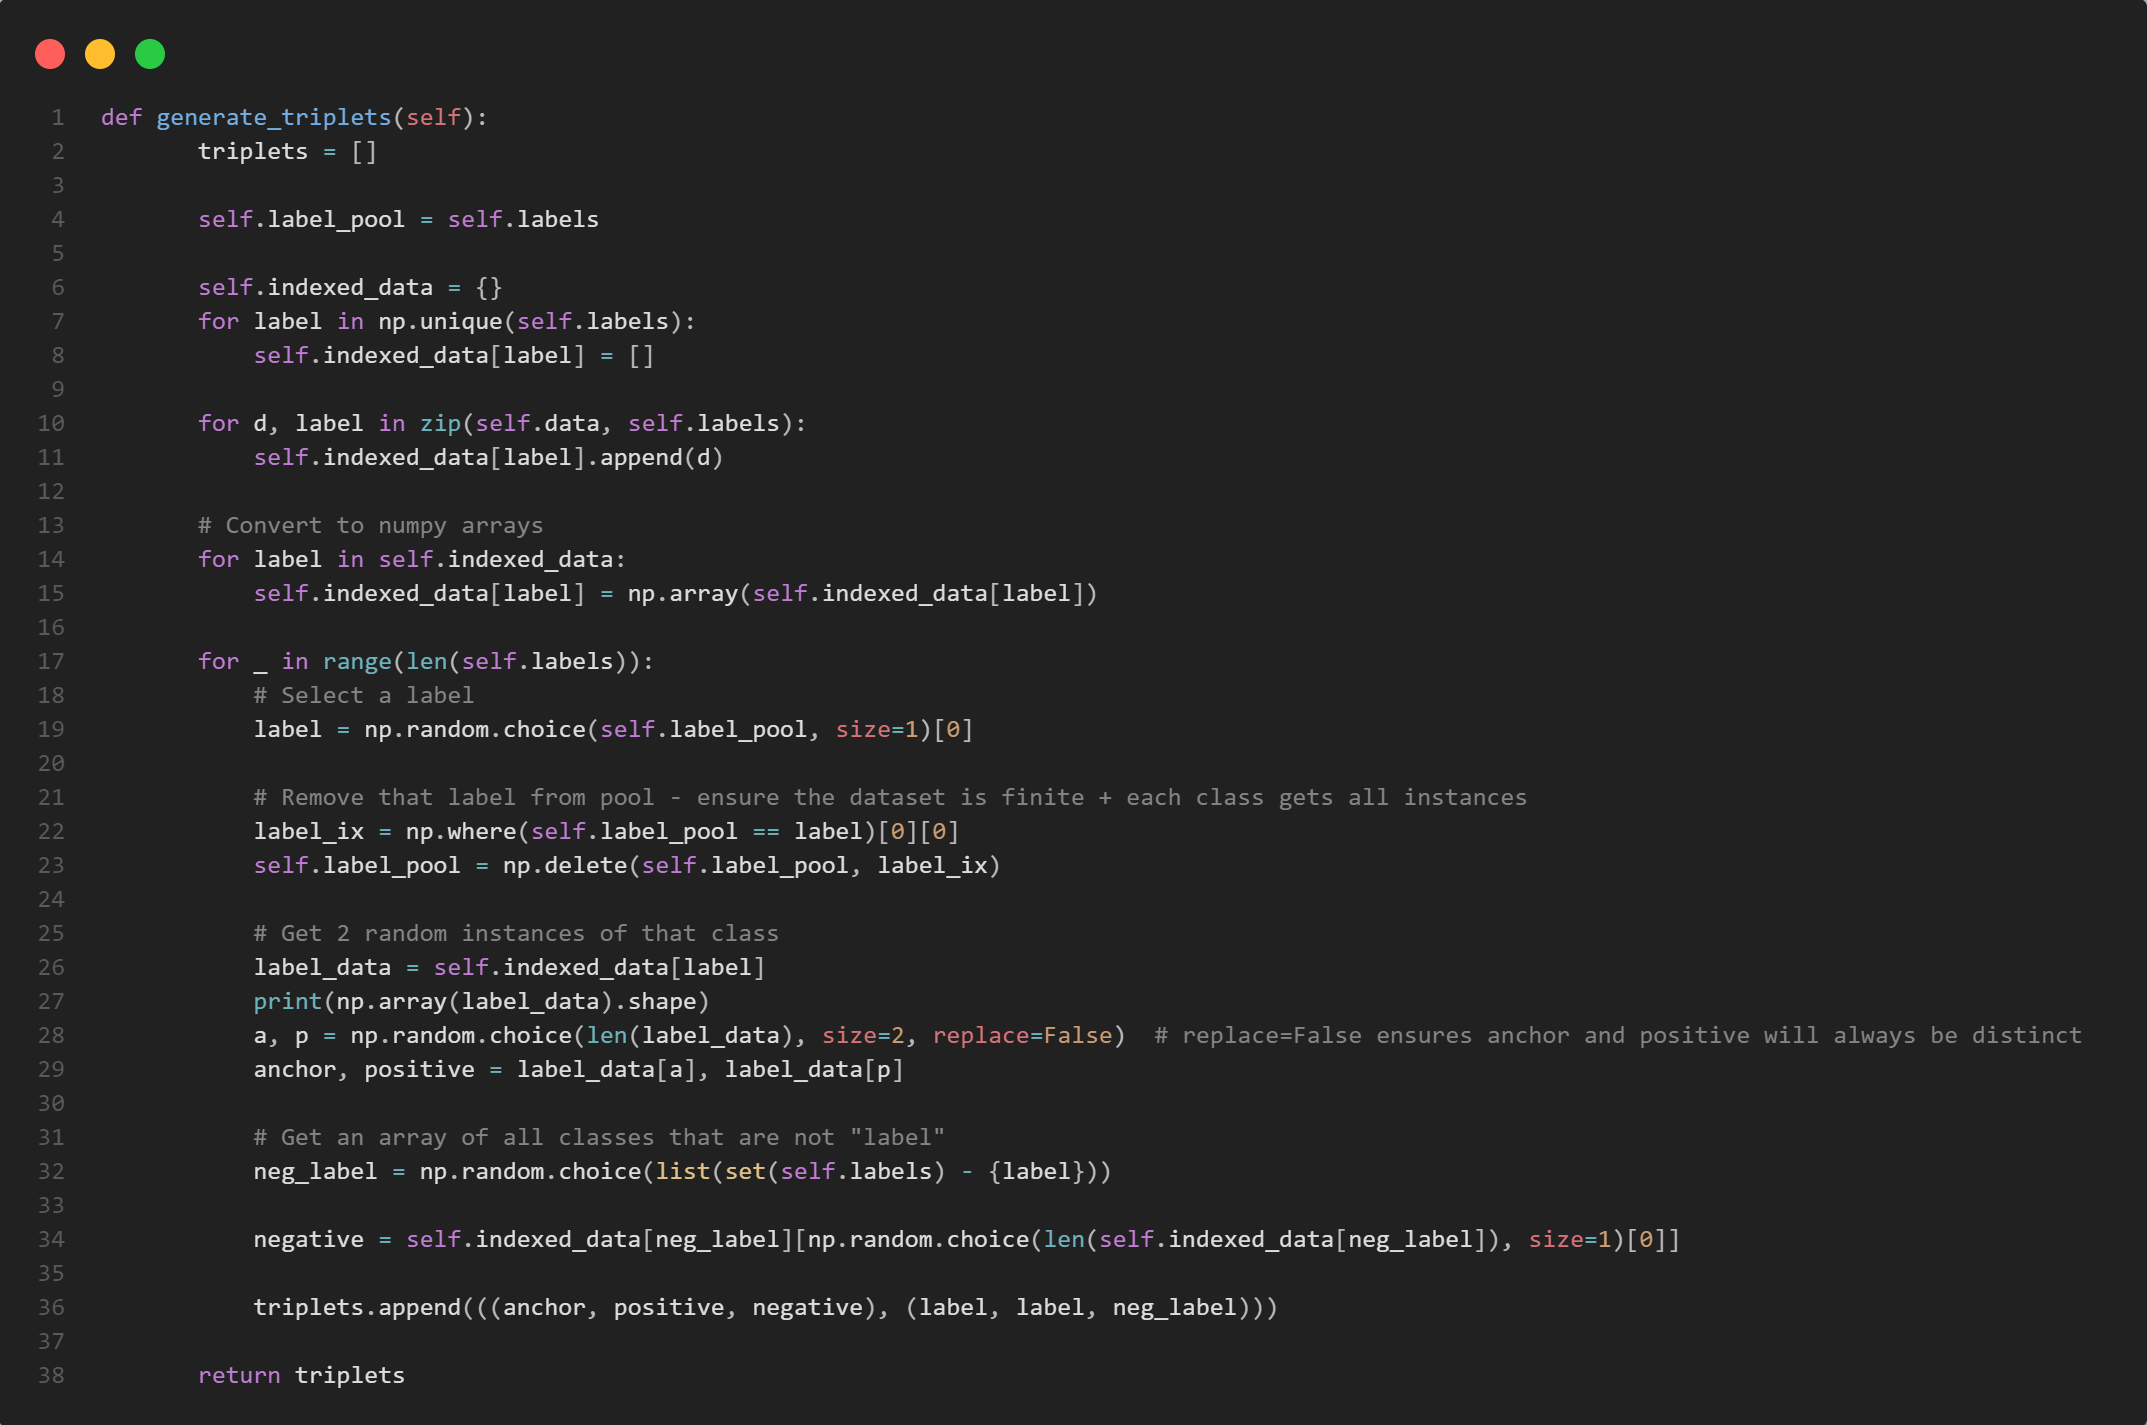 1 def generate_triplets(self):
2 triplets = []
3
4 self.label_pool = self.labels
5
6 self.indexed_data = {}
7 for label in np.unique(self.labels):
8 self.indexed_data[label] = []
9
10 for d, label in zip(self.data, self.labels):
11 self.indexed_data[label].append(d)
12
13 # Convert to numpy arrays
14 for label in self.indexed_data:
15 self.indexed_data[label] = np.array(self.indexed_data[label])
16
17 for _ in range(len(self.labels)):
18 # Select a label
19 label = np.random.choice(self.label_pool, size=1)[0]
20
21 # Remove that label from pool - ensure the dataset is finite + each class gets all instances
22 label_ix = np.where(self.label_pool == label)[0][0]
23 self.label_pool = np.delete(self.label_pool, label_ix)
24
25 # Get 2 random instances of that class
26 label_data = self.indexed_data[label]
27 print(np.array(label_data).shape)
28 a, p = np.random.choice(len(label_data), size=2, replace=False)  # replace=False ensures anchor and positive will always be distinct
29 anchor, positive = label_data[a], label_data[p]
30
31 # Get an array of all classes that are not "label"
32 neg_label = np.random.choice(list(set(self.labels) - {label}))
33
34 negative = self.indexed_data[neg_label][np.random.choice(len(self.indexed_data[neg_label]), size=1)[0]]
35
36 triplets.append(((anchor, positive, negative), (label, label, neg_label)))
37
38 return triplets